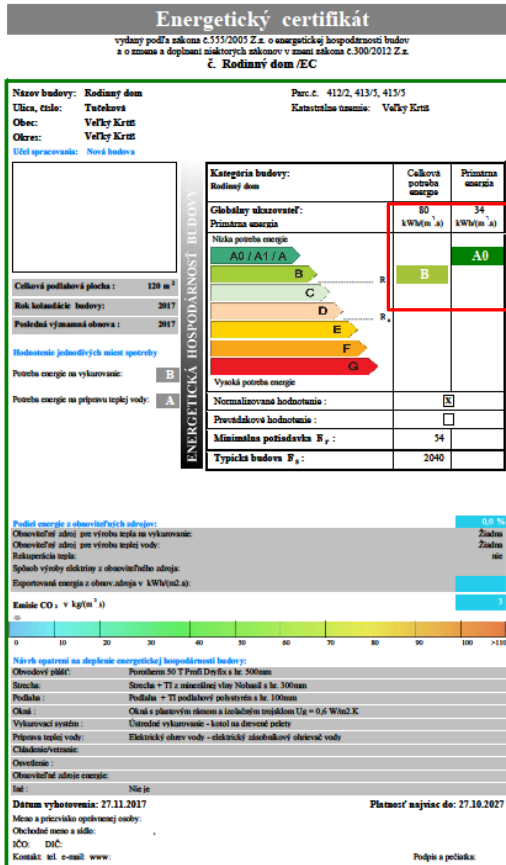 Energetický certifikát
vydaný podľa zákona č.555/2005 Z.z. o energetickej hospodárnosti budov
a o zmene a doplnení niektorých zákonov v znení zákona č.300/2012 Z.z.
č. Rodinný dom /EC
Názov budovy: Rodinný dom
Parc.č. 412/2, 413/5, 415/5
Ulica, číslo: Tučeková
Katastrálne územie: Veľký Krtíš
Obec: Veľký Krtíš
Okres: Veľký Krtíš
Účel spracovania: Nová budova
ENERGETICKÁ HOSPODÁRNOSŤ BUDOVY
Kategória budovy:
Rodinný dom
Celková potreba energie
Primárna energia
Globálny ukazovateľ:
Primárna energia
80 kWh/(m².a)
34 kWh/(m².a)
Nízka potreba energie
A0 / A1 / A
A0
B
B
C
D
E
F
G
Vysoká potreba energie
Celková podlahová plocha : 120 m²
Rok kolaudácie budovy: 2017
Posledná významná obnova : 2017
Hodnotenie jednotlivých miest spotreby
Potreba energie na vykurovanie: B
Potreba energie na prípravu teplej vody: A
Normalizované hodnotenie : X
Prevádzkové hodnotenie :
Minimálna požiadavka R r : 54
Typická budova R s : 2040
Podiel energie z obnoviteľných zdrojov: 0,0 %
Obnoviteľný zdroj pre výrobu tepla na vykurovanie: Žiadna
Obnoviteľný zdroj pre výrobu teplej vody: Žiadna
Rekuperácia tepla: nie
Spôsob výroby elektriny z obnoviteľného zdroja:
Exportovaná energia z obnov.zdroja v kWh/(m2.a):
Emisie CO₂ v kg/(m².a) 3
0 10 20 30 40 50 60 70 80 90 100 >110
Návrh opatrení na zlepšenie energetickej hospodárnosti budovy:
Obvodový plášť: Porotherm 50 T Profi Dryfix s hr. 500mm
Strecha: Strecha + TI z minerálnej vlny Nobasil s hr. 300mm
Podlaha : Podlaha + TI podlahový polystyrén s hr. 100mm
Okná : Okná s plastovým rámom a izolačným trojsklom Ug = 0,6 W/m2.K
Vykurovací systém : Ústredné vykurovanie - kotol na drevené pelety
Príprava teplej vody: Elektrický ohrev vody - elektrický zásobníkový ohrievač vody
Chladenie/vetranie:
Osvetlenie :
Obnoviteľné zdroje energie:
Iné : Nie je
Dátum vyhotovenia: 27.11.2017
Platnosť najviac do: 27.10.2027
Meno a priezvisko oprávnenej osoby:
Obchodné meno a sídlo: ,
IČO: DIČ:
Kontakt: tel. e-mail: www:
Podpis a pečiatka: